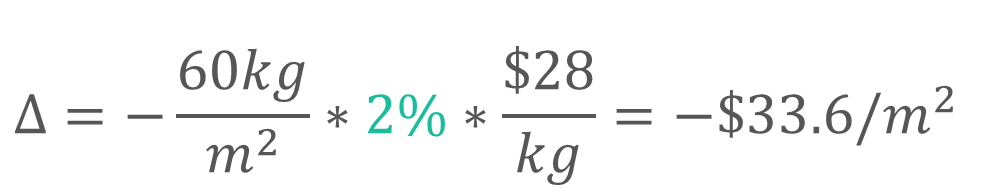 Δ = − 60kg/m² * 2% * $28/kg = −$33.6/m²